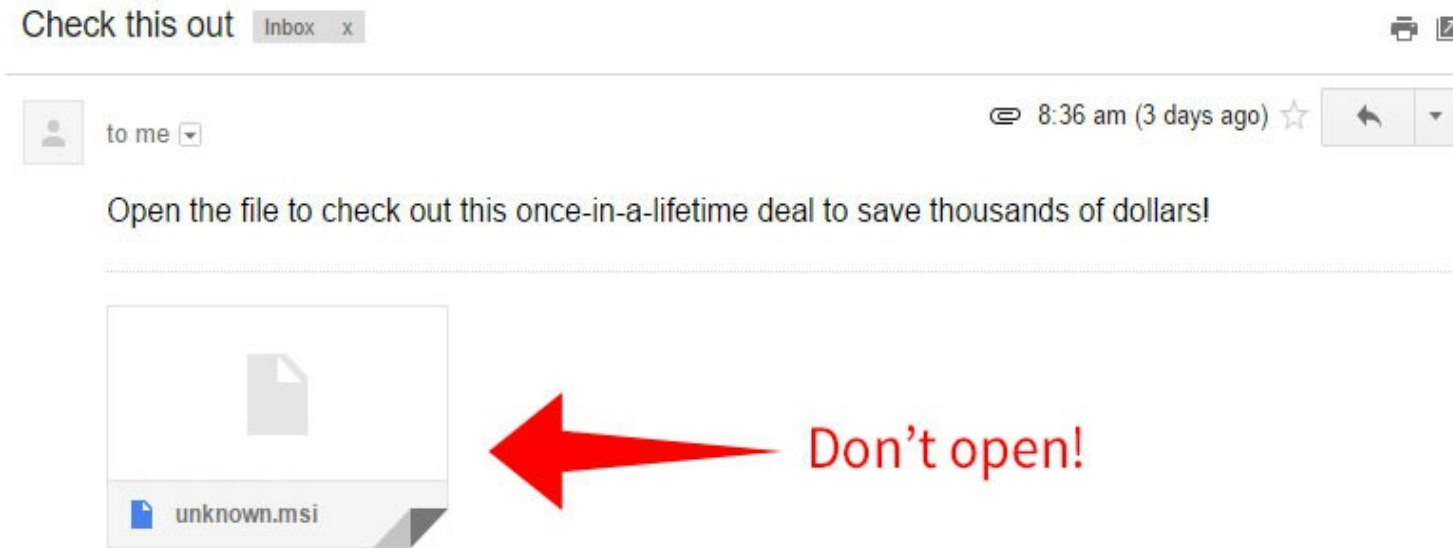 Check this out Inbox x
to me 8:36 am (3 days ago)
Open the file to check out this once-in-a-lifetime deal to save thousands of dollars!
Don’t open!
unknown.msi